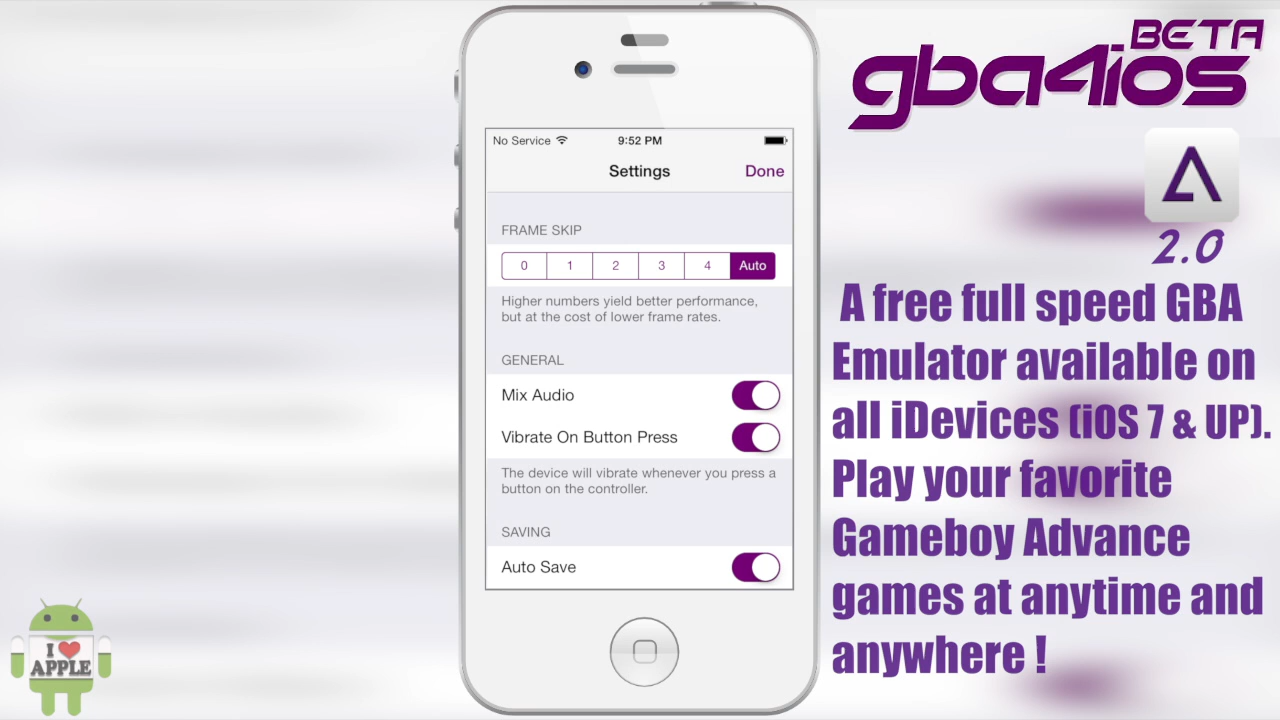 No Service
9:52 PM
Settings
Done
FRAME SKIP
0 1 2 3 4 Auto
Higher numbers yield better performance,
but at the cost of lower frame rates.
GENERAL
Mix Audio
Vibrate On Button Press
The device will vibrate whenever you press a
button on the controller.
SAVING
Auto Save
BETA
gba4ios
2.0
A free full speed GBA
Emulator available on
all iDevices (iOS 7 & UP).
Play your favorite
Gameboy Advance
games at anytime and
anywhere !
I
APPLE